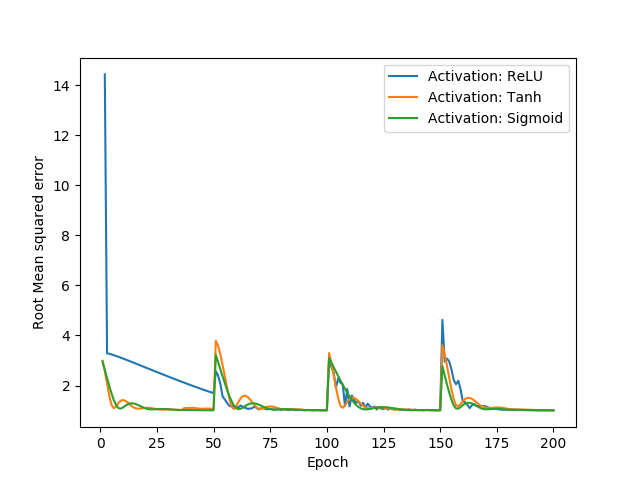 Activation: ReLU
Activation: Tanh
Activation: Sigmoid
Root Mean squared error
14
12
10
8
6
4
2
0 25 50 75 100 125 150 175 200
Epoch